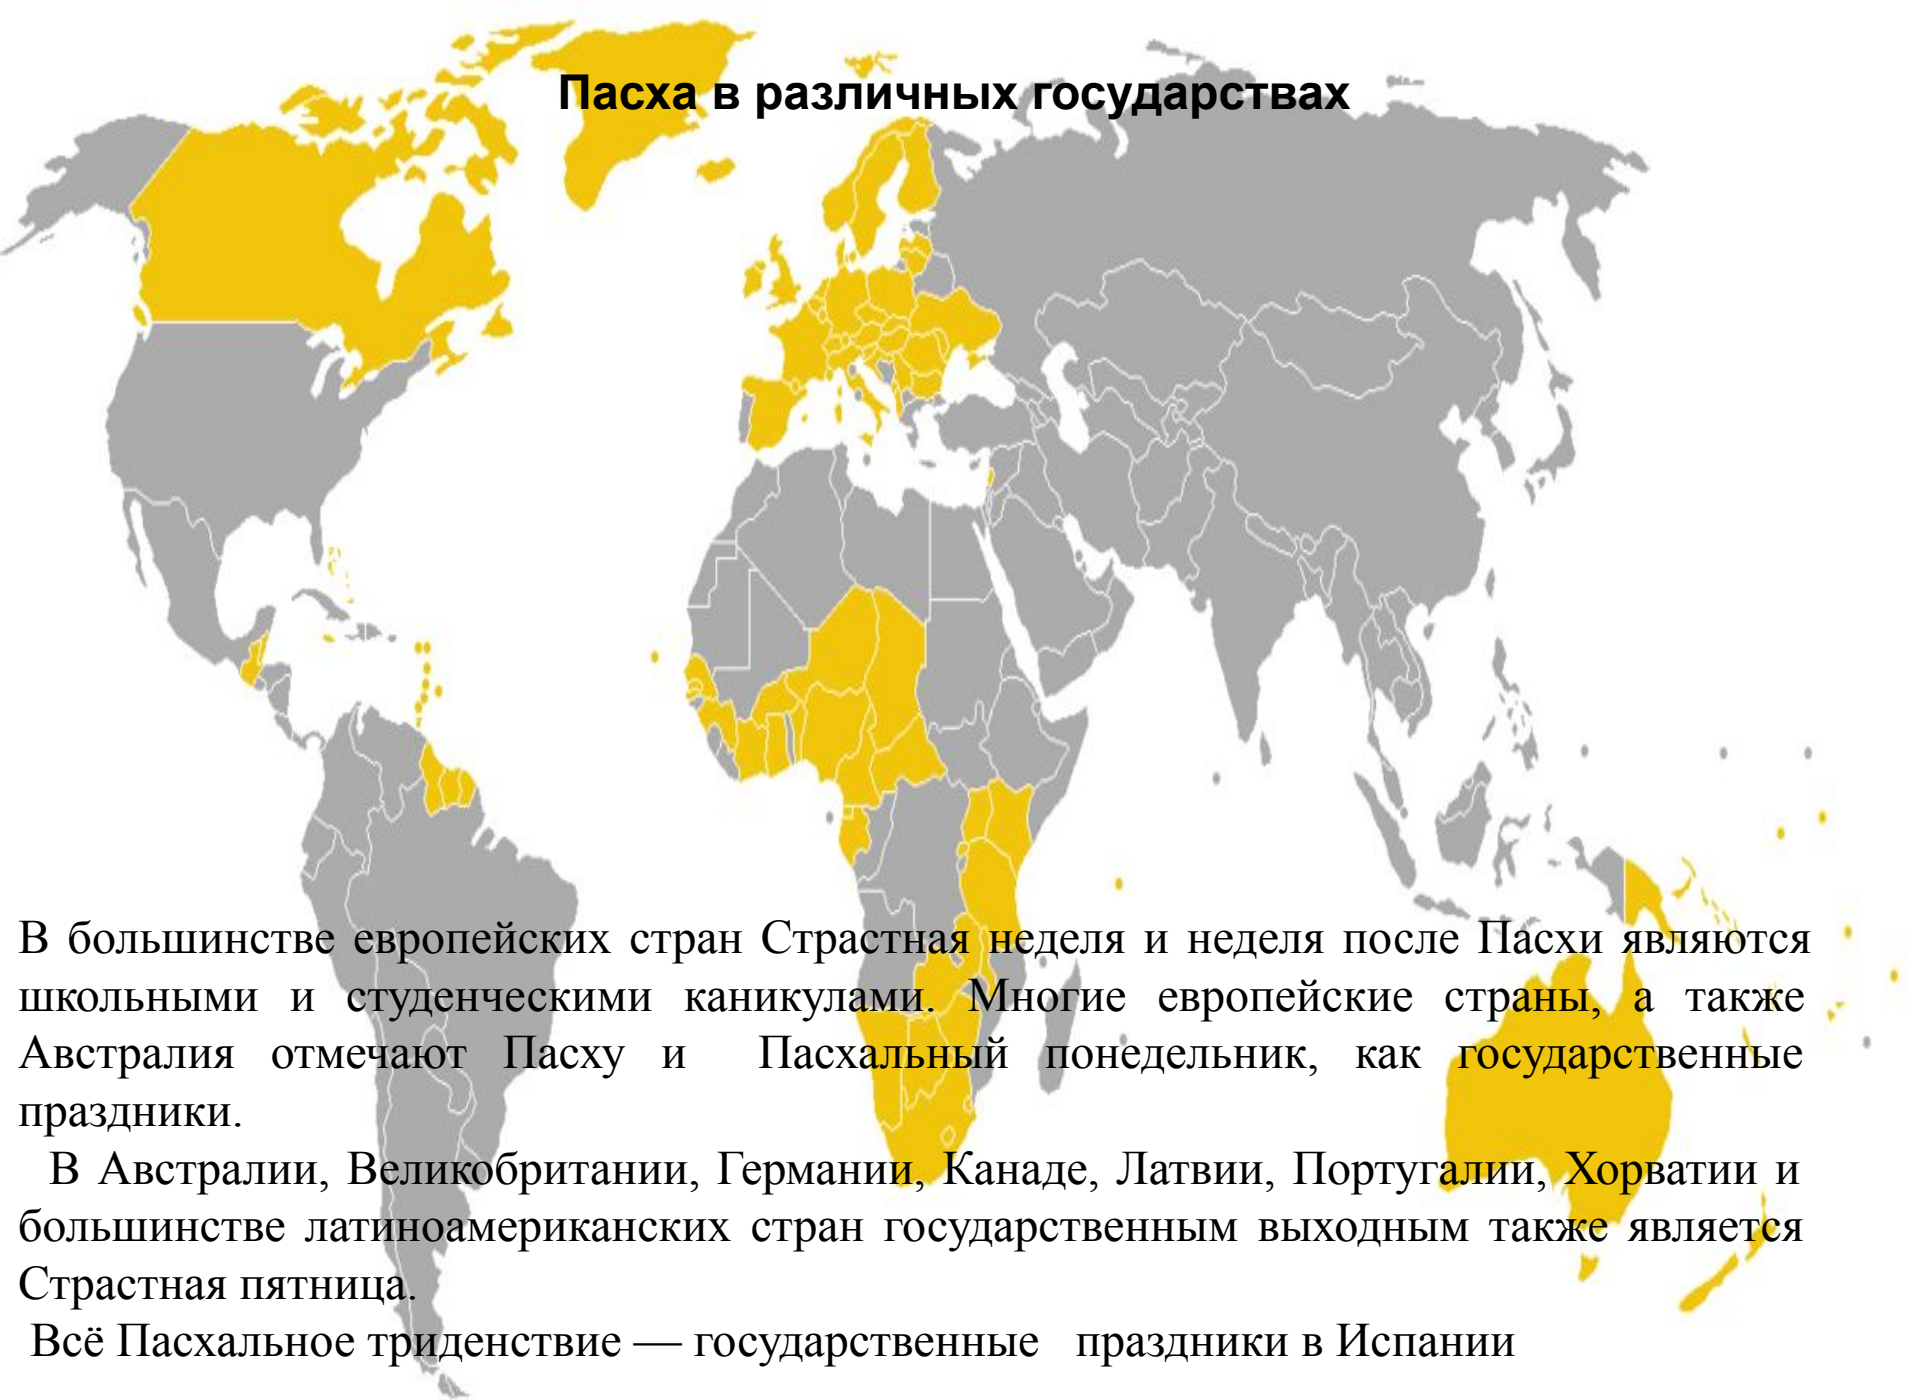 Пасха в различных государствах
В большинстве европейских стран Страстная неделя и неделя после Пасхи являются
школьными и студенческими каникулами. Многие европейские страны, а также
Австралия отмечают Пасху и Пасхальный понедельник, как государственные
праздники.
В Австралии, Великобритании, Германии, Канаде, Латвии, Португалии, Хорватии и
большинстве латиноамериканских стран государственным выходным также является
Страстная пятница.
Всё Пасхальное триденствие — государственные праздники в Испании